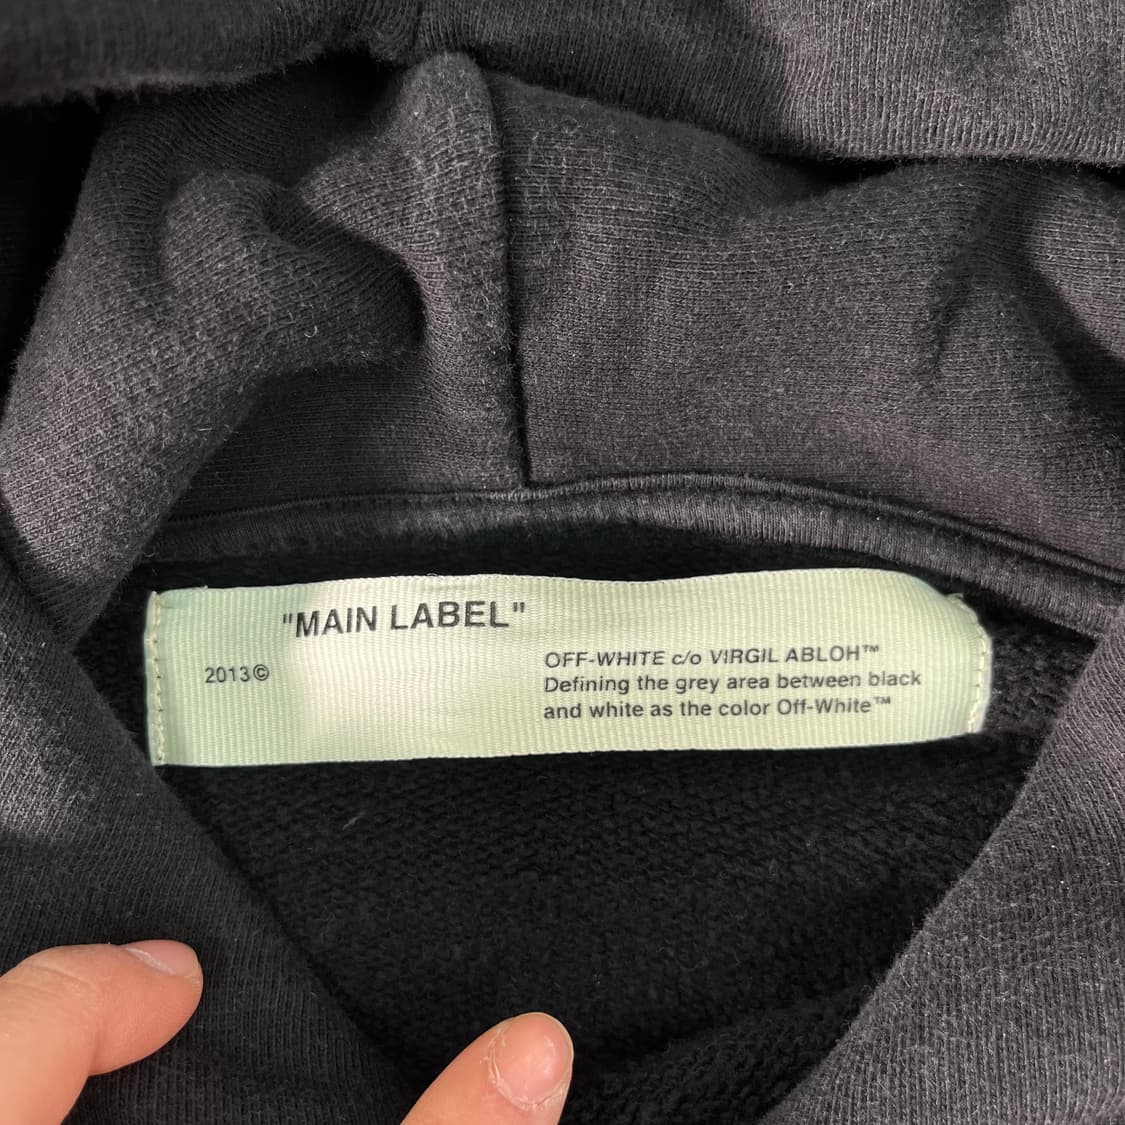 "MAIN LABEL"
2013©
OFF-WHITE c/o VIRGIL ABLOH™
Defining the grey area between black
and white as the color Off-White™